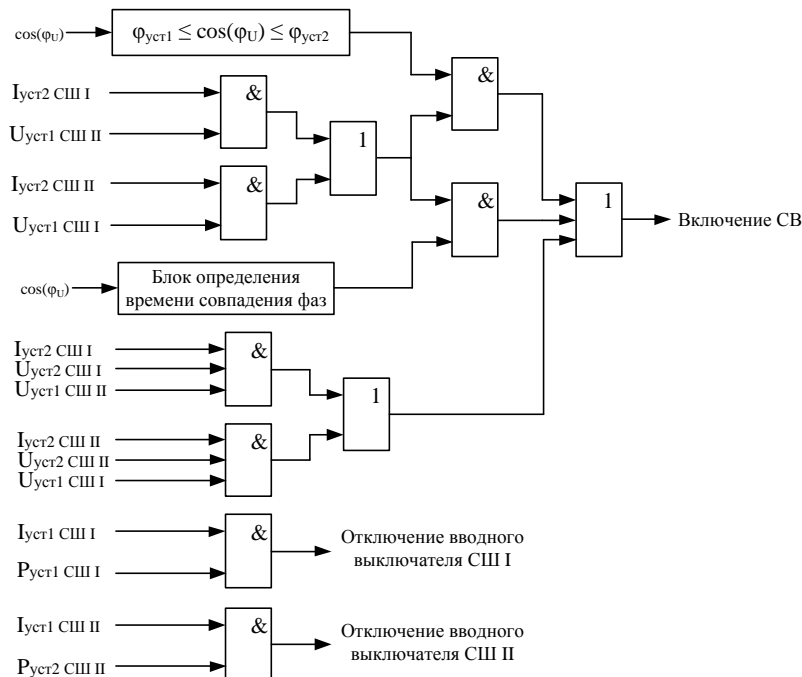 cos(φU)
φуст1 ≤ cos(φU) ≤ φуст2
&
Iуст2 СШ I
&
Uуст1 СШ II
1
Iуст2 СШ II
&
Uуст1 СШ I
&
1
Включение СВ
cos(φU)
Блок определения
времени совпадения фаз
Iуст2 СШ I
Uуст2 СШ I
Uуст1 СШ II
&
1
Iуст2 СШ II
Uуст2 СШ II
Uуст1 СШ I
&
Iуст1 СШ I
Pуст1 СШ I
&
Отключение вводного
выключателя СШ I
Iуст1 СШ II
Pуст2 СШ II
&
Отключение вводного
выключателя СШ II